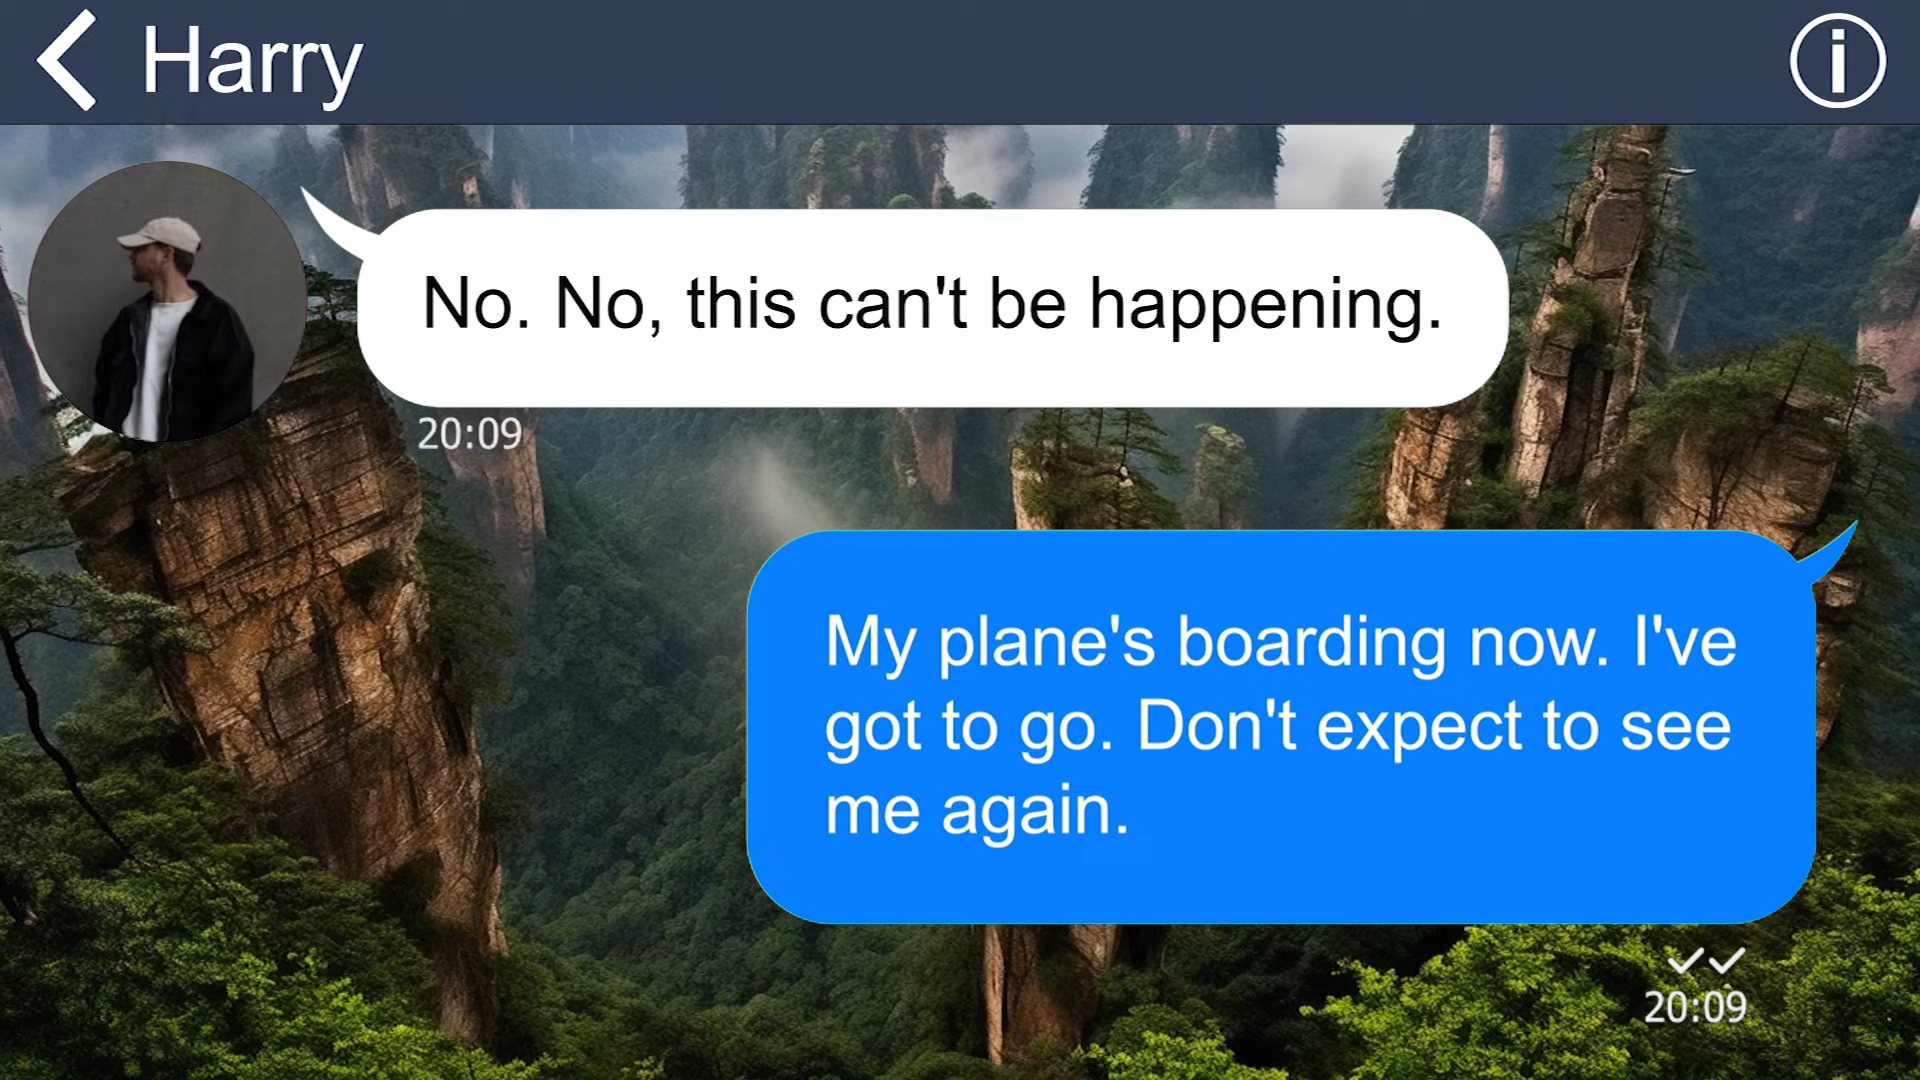 Harry
No. No, this can't be happening.
20:09
My plane's boarding now. I've
got to go. Don't expect to see
me again.
20:09